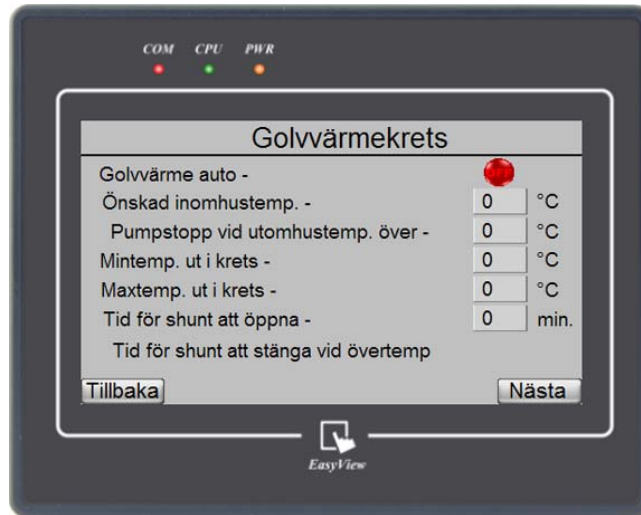 COM CPU PWR
Golvvärmekrets
Golvvärme auto - OFF
Önskad inomhustemp. - 0 °C
Pumpstopp vid utomhustemp. över - 0 °C
Mintemp. ut i krets - 0 °C
Maxtemp. ut i krets - 0 °C
Tid för shunt att öppna - 0 min.
Tid för shunt att stänga vid övertemp
Tillbaka Nästa
EasyView